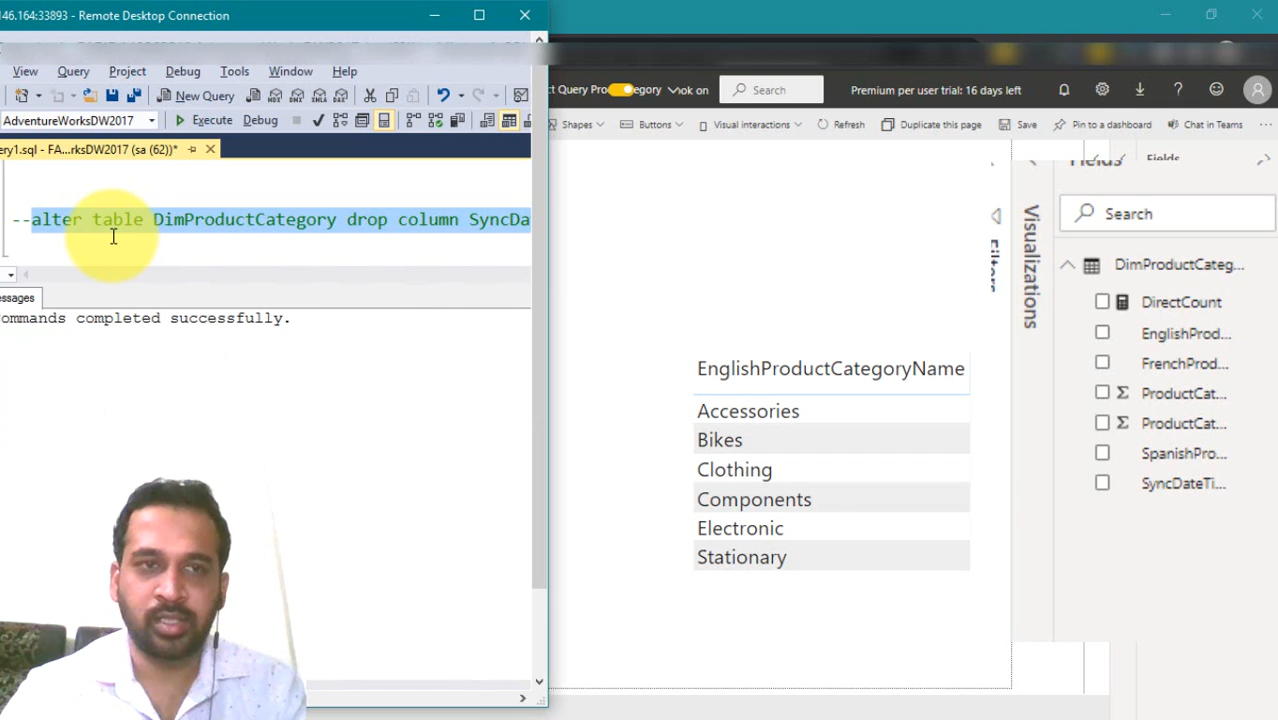 146.164:33893 - Remote Desktop Connection
View Query Project Debug Tools Window Help
New Query
AdventureWorksDW2017
Execute Debug
ery1.sql - FA...rksDW2017 (sa (62))*
--alter table DimProductCategory drop column SyncDa
essages
ommands completed successfully.
ct Query Pro egory ok on
Search
Premium per user trial: 16 days left
Shapes
Buttons
Visual interactions
Refresh
Duplicate this page
Save
Pin to a dashboard
Chat in Teams
EnglishProductCategoryName
Accessories
Bikes
Clothing
Components
Electronic
Stationary
Filters
Visualizations
Fields
Fields
Search
DimProductCateg...
DirectCount
EnglishProd...
FrenchProd...
ProductCat...
ProductCat...
SpanishPro...
SyncDateTi...